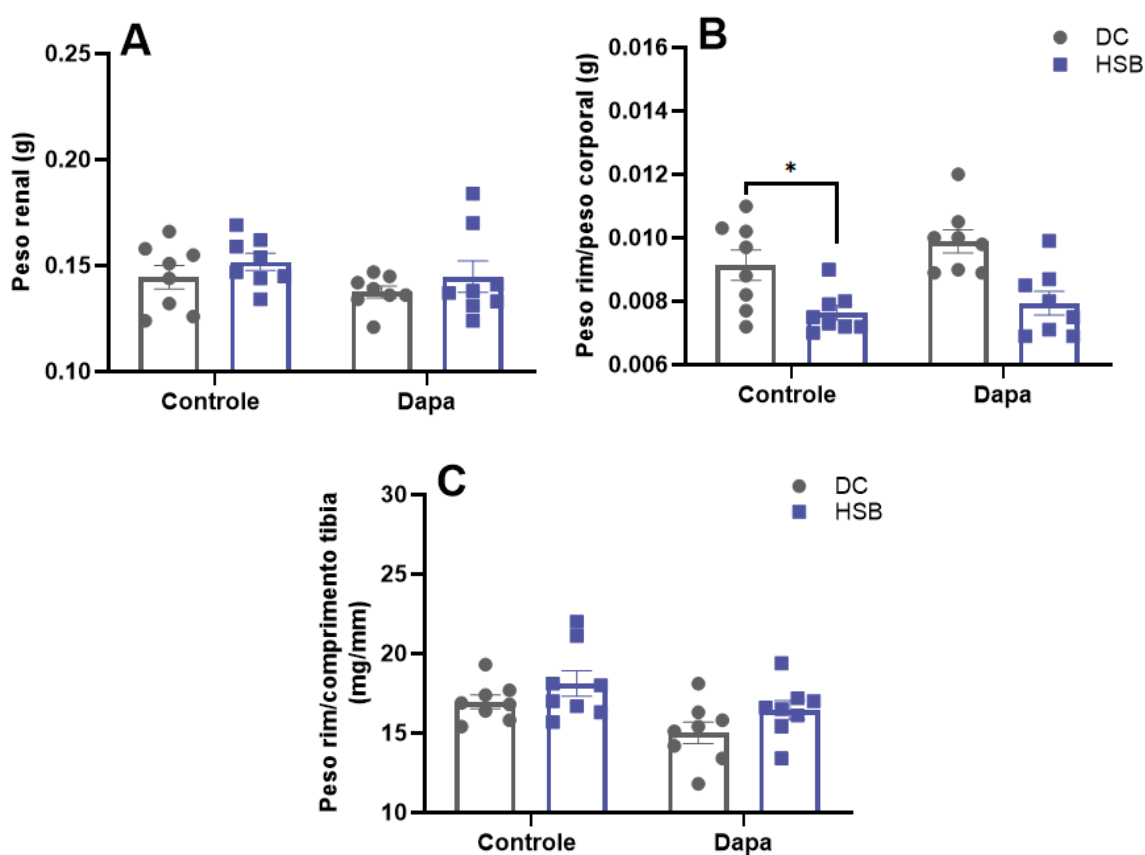 A
Peso renal (g)
0.25
0.20
0.15
0.10
Controle
Dapa
B
DC
HSB
Peso rim/peso corporal (g)
0.016
0.014
0.012
0.010
0.008
0.006
*
Controle
Dapa
C
DC
HSB
Peso rim/comprimento tibia
(mg/mm)
30
25
20
15
10
Controle
Dapa